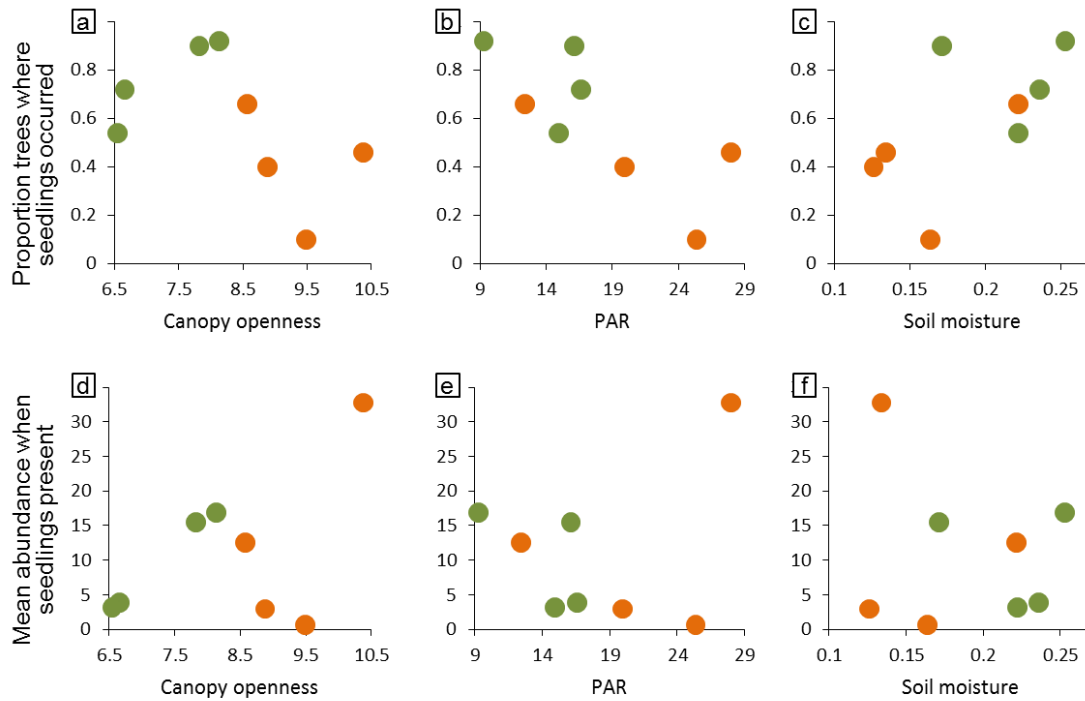 a
b
c
Proportion trees where
seedlings occurred
1
0.8
0.6
0.4
0.2
0
6.5 7.5 8.5 9.5 10.5
Canopy openness
1
0.8
0.6
0.4
0.2
0
9 14 19 24 29
PAR
1
0.8
0.6
0.4
0.2
0
0.1 0.15 0.2 0.25
Soil moisture
d
e
f
Mean abundance when
seedlings present
30
25
20
15
10
5
0
6.5 7.5 8.5 9.5 10.5
Canopy openness
30
25
20
15
10
5
0
9 14 19 24 29
PAR
30
25
20
15
10
5
0
0.1 0.15 0.2 0.25
Soil moisture